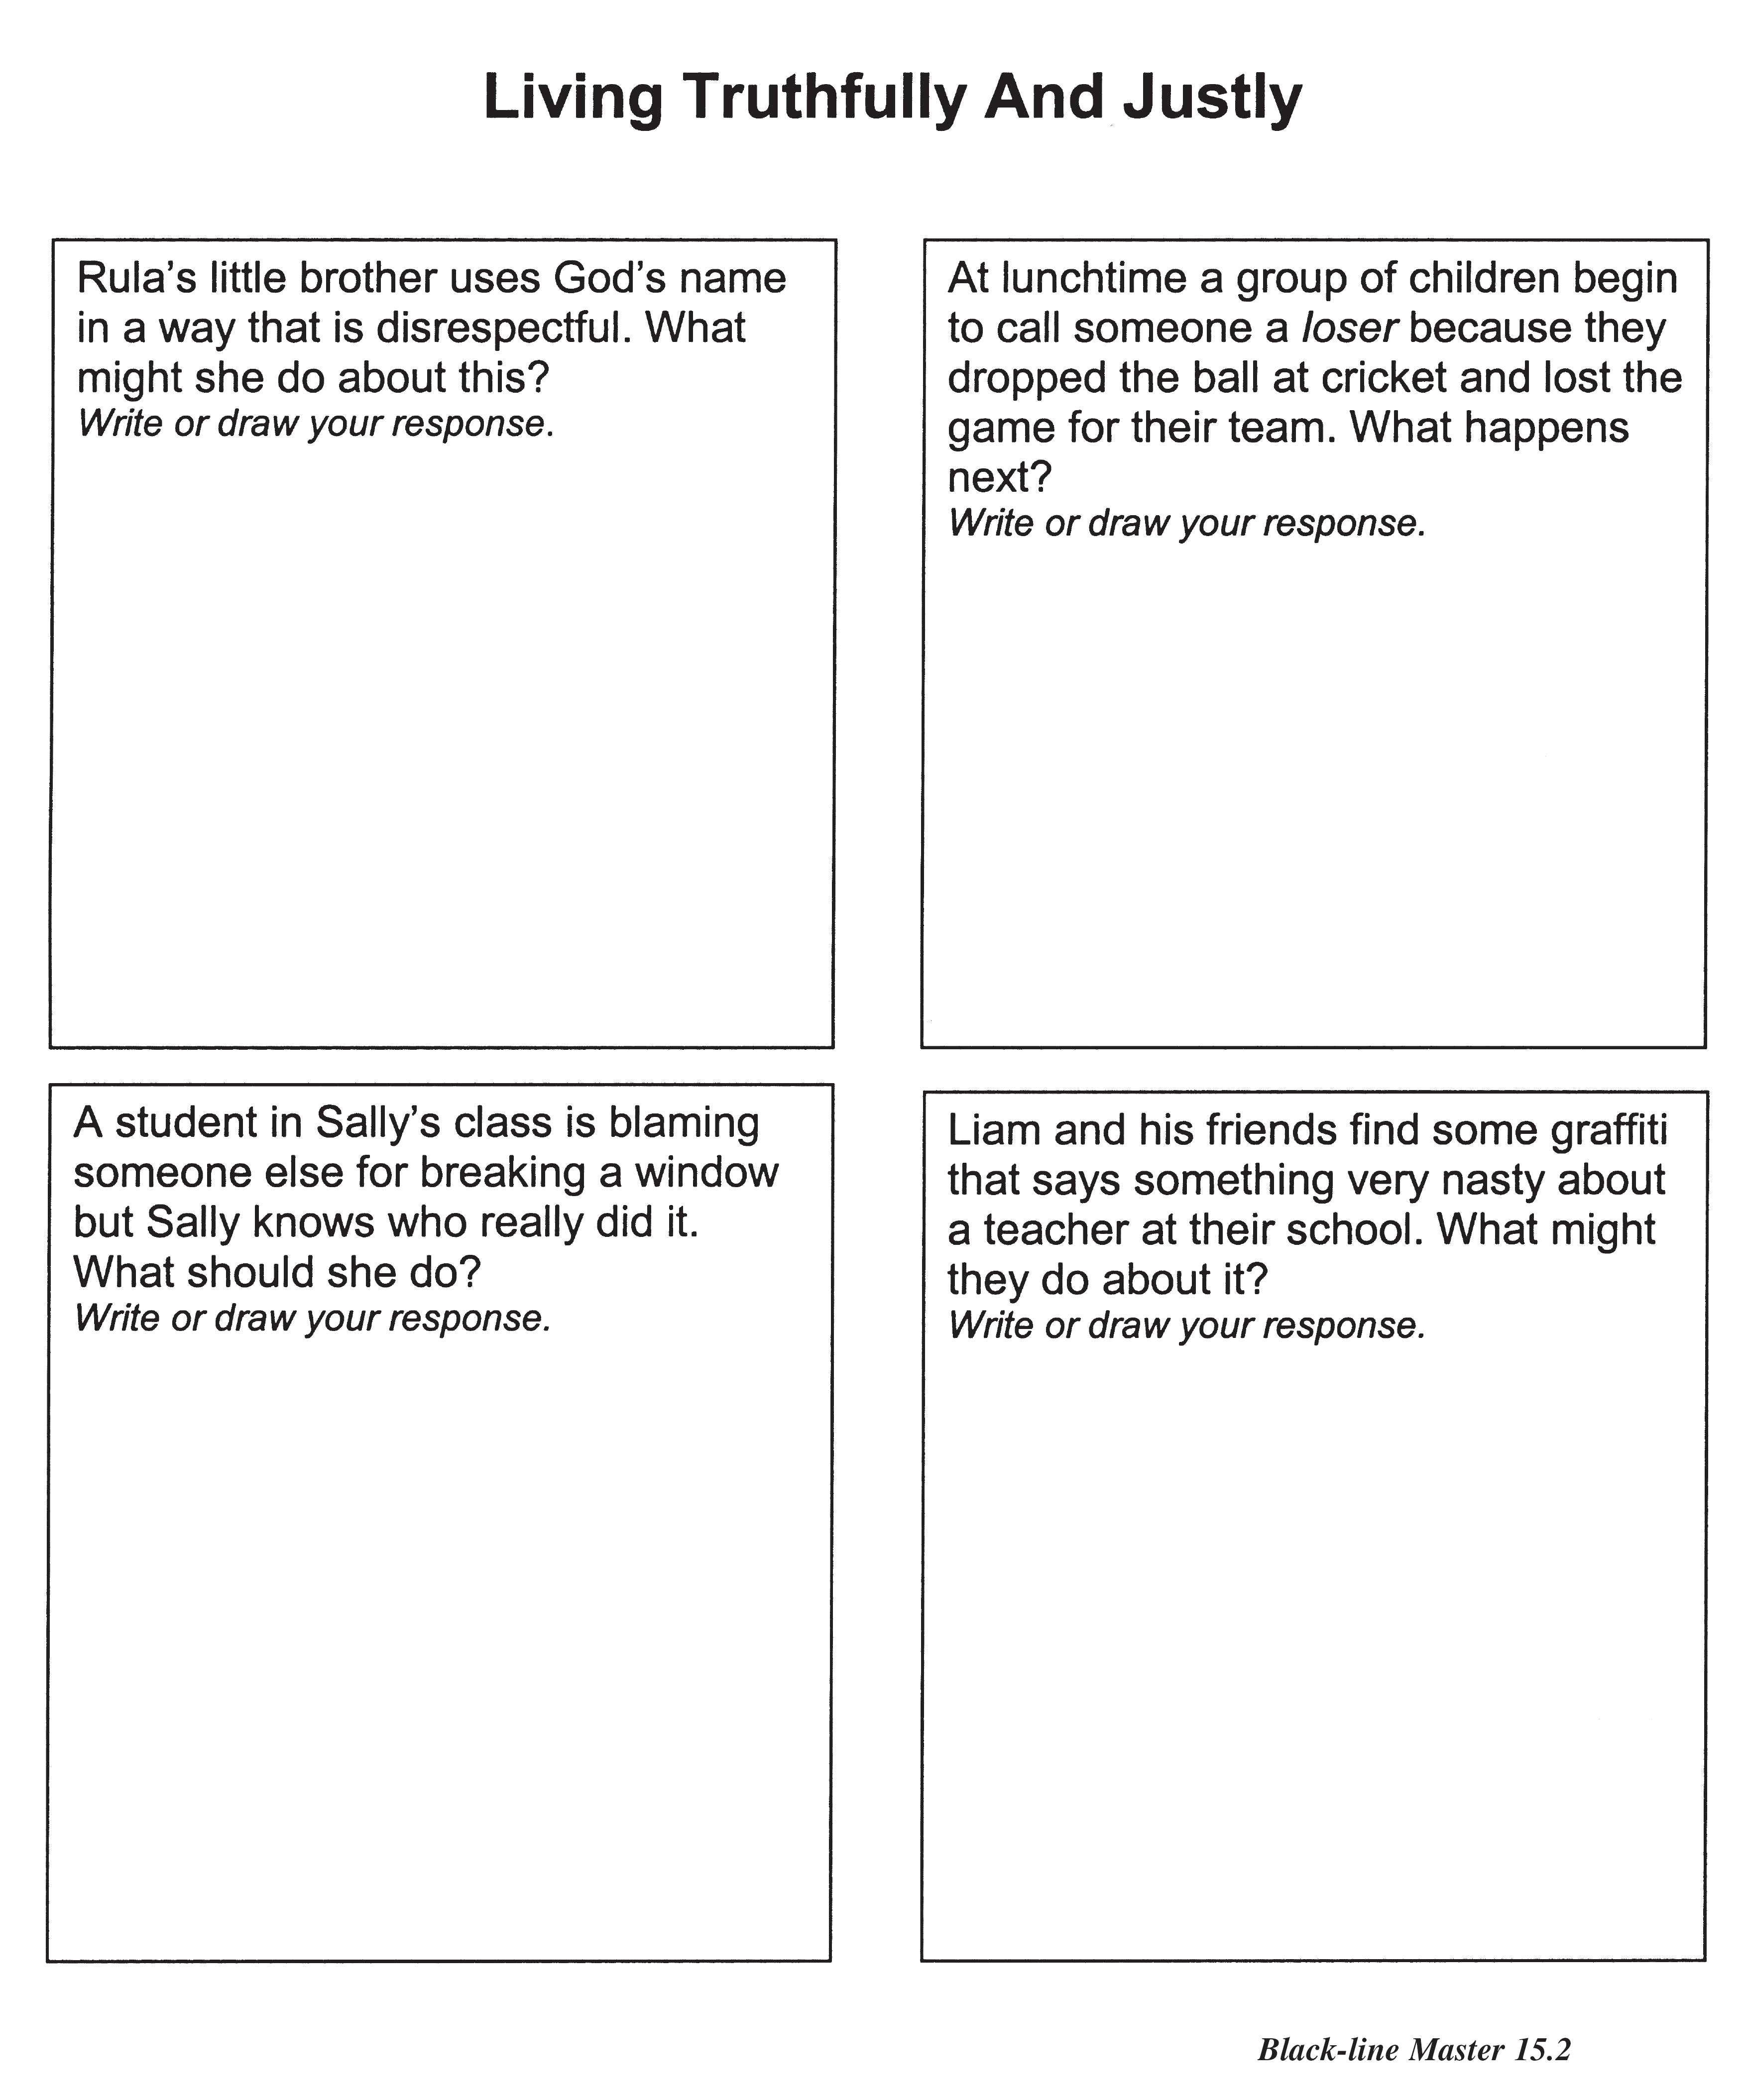 Living Truthfully And Justly
Rula’s little brother uses God’s name
in a way that is disrespectful. What
might she do about this?
Write or draw your response.
At lunchtime a group of children begin
to call someone a loser because they
dropped the ball at cricket and lost the
game for their team. What happens
next?
Write or draw your response.
A student in Sally’s class is blaming
someone else for breaking a window
but Sally knows who really did it.
What should she do?
Write or draw your response.
Liam and his friends find some graffiti
that says something very nasty about
a teacher at their school. What might
they do about it?
Write or draw your response.
Black-line Master 15.2